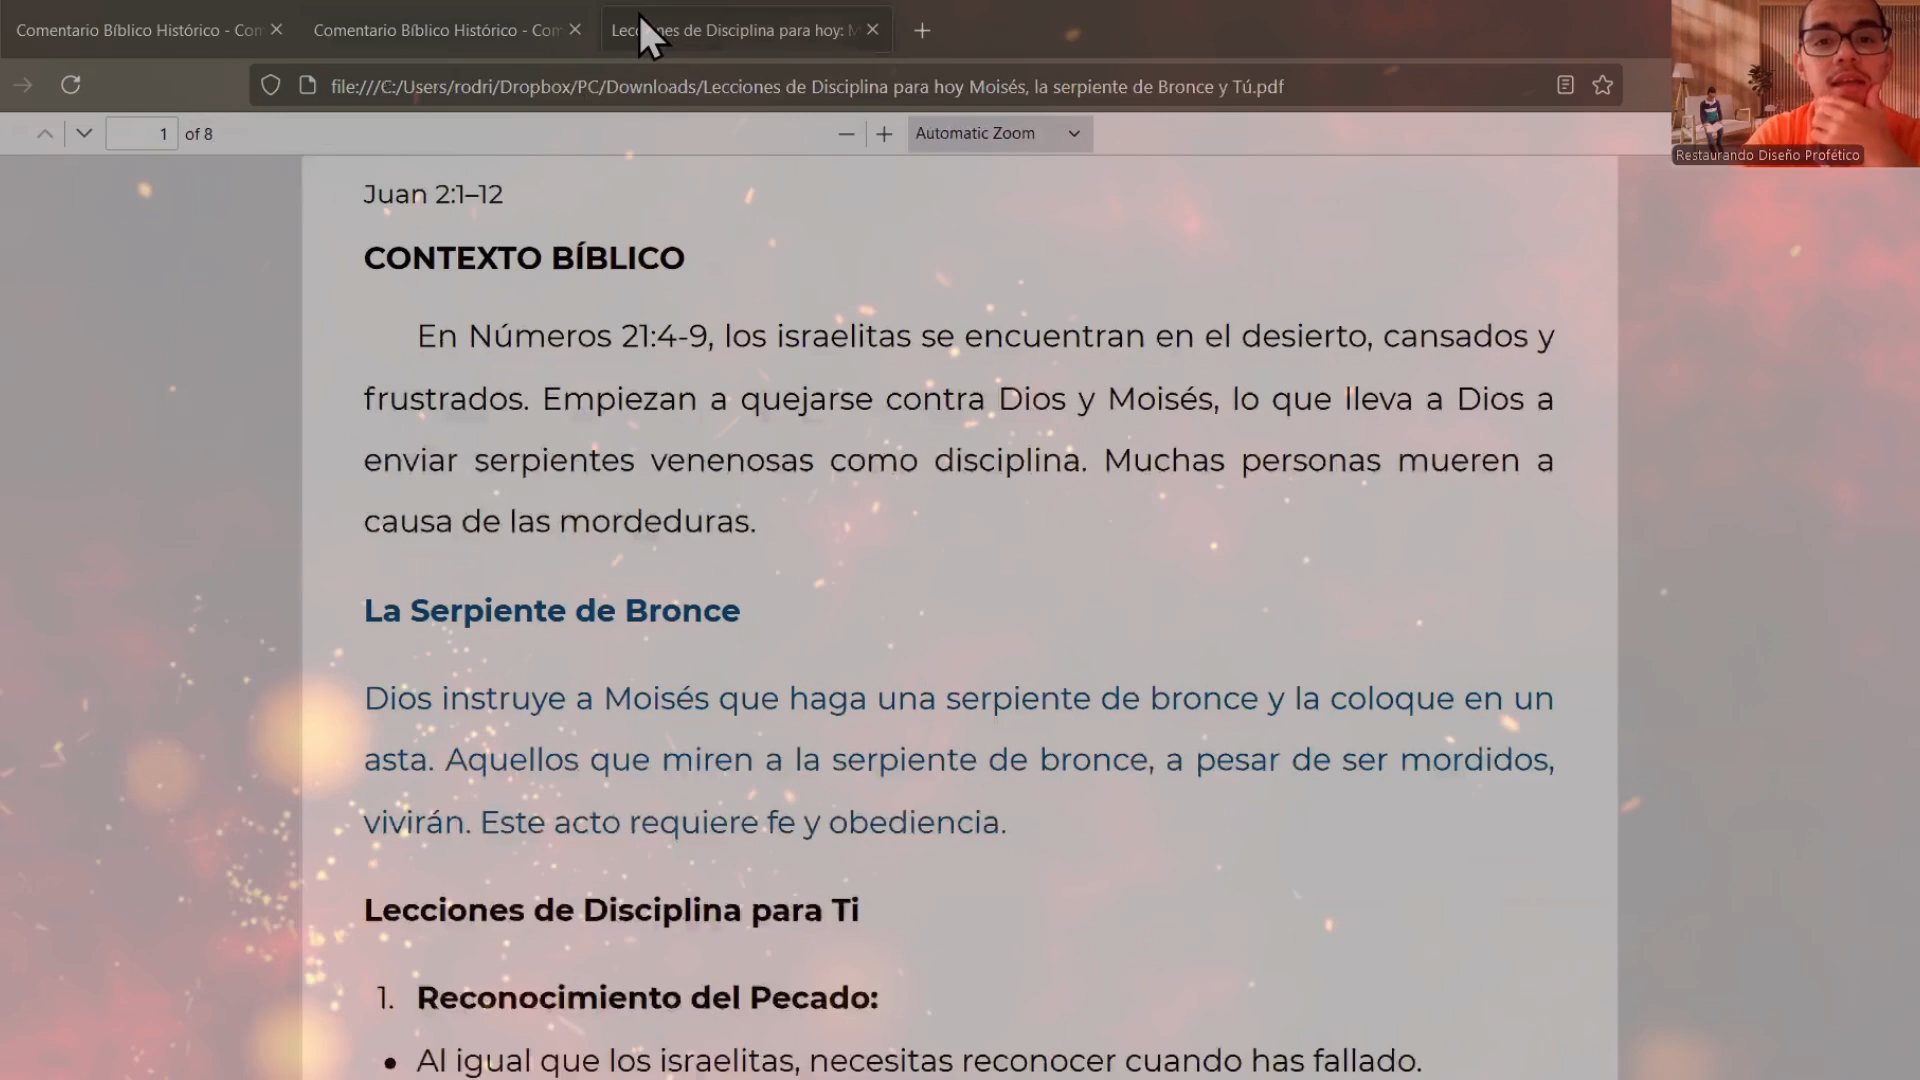 Comentario Bíblico Histórico - Com
Comentario Bíblico Histórico - Com
de Disciplina para hoy:
file:///C:/Users/rodri/Dropbox/PC/Downloads/Lecciones de Disciplina para hoy Moisés, la serpiente de Bronce y Tú.pdf
1 of 8
Automatic Zoom
Restaurando Diseño Profético
Juan 2:1–12
CONTEXTO BÍBLICO
En Números 21:4-9, los israelitas se encuentran en el desierto, cansados y
frustrados. Empiezan a quejarse contra Dios y Moisés, lo que lleva a Dios a
enviar serpientes venenosas como disciplina. Muchas personas mueren a
causa de las mordeduras.
La Serpiente de Bronce
Dios instruye a Moisés que haga una serpiente de bronce y la coloque en un
asta. Aquellos que miren a la serpiente de bronce, a pesar de ser mordidos,
vivirán. Este acto requiere fe y obediencia.
Lecciones de Disciplina para Ti
1. Reconocimiento del Pecado:
• Al igual que los israelitas, necesitas reconocer cuando has fallado.